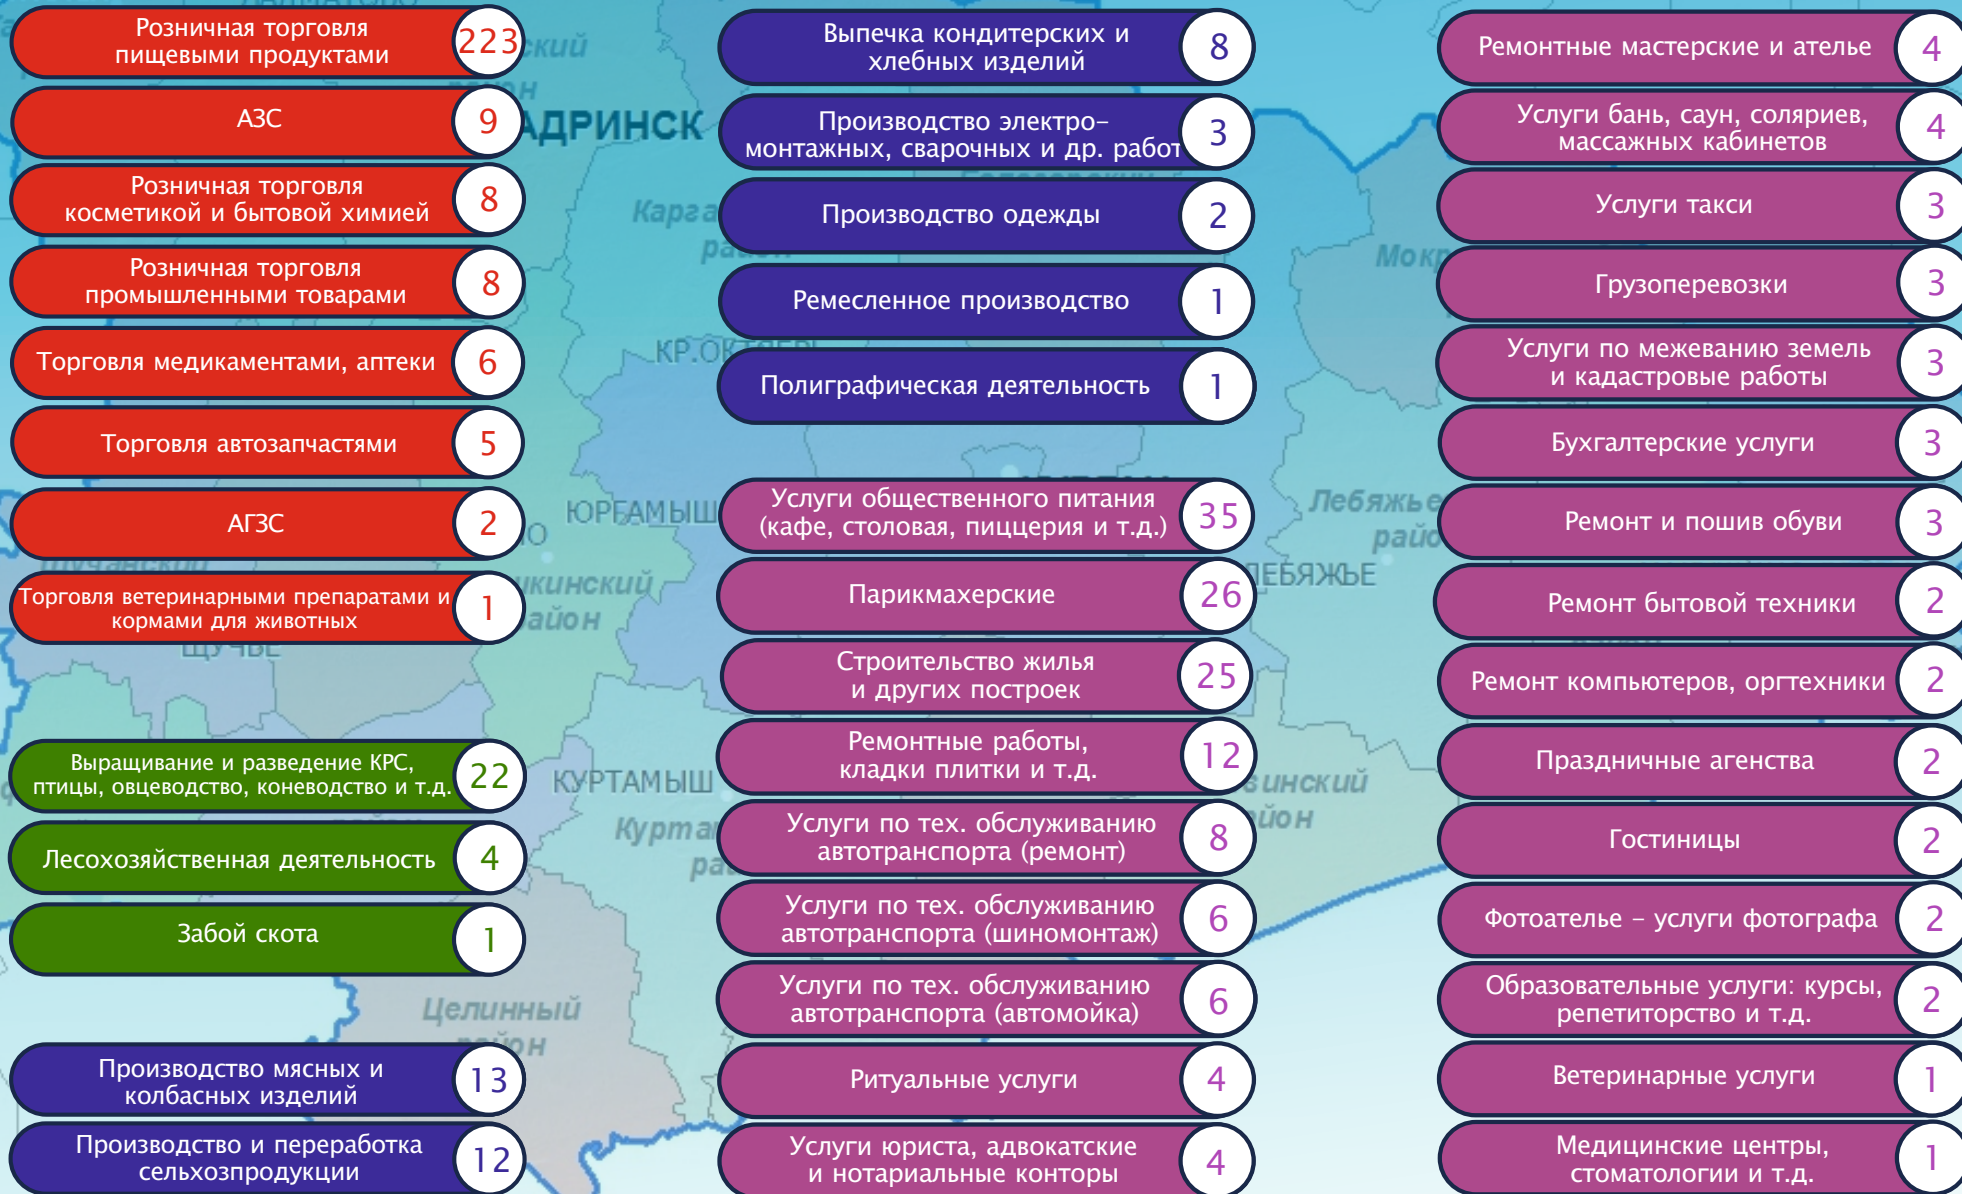 Розничная торговля
пищевыми продуктами
223
АЗС
9
Розничная торговля
косметикой и бытовой химией
8
Розничная торговля
промышленными товарами
8
Торговля медикаментами, аптеки
6
Торговля автозапчастями
5
АГЗС
2
Торговля ветеринарными препаратами и
кормами для животных
1
Выращивание и разведение КРС,
птицы, овцеводство, коневодство и т.д.
22
Лесохозяйственная деятельность
4
Забой скота
1
Производство мясных и
колбасных изделий
13
Производство и переработка
сельхозпродукции
12
Выпечка кондитерских и
хлебных изделий
8
Производство электро-
монтажных, сварочных и др. работ
3
Производство одежды
2
Ремесленное производство
1
Полиграфическая деятельность
1
Услуги общественного питания
(кафе, столовая, пиццерия и т.д.)
35
Парикмахерские
26
Строительство жилья
и других построек
25
Ремонтные работы,
кладки плитки и т.д.
12
Услуги по тех. обслуживанию
автотранспорта (ремонт)
8
Услуги по тех. обслуживанию
автотранспорта (шиномонтаж)
6
Услуги по тех. обслуживанию
автотранспорта (автомойка)
6
Ритуальные услуги
4
Услуги юриста, адвокатские
и нотариальные конторы
4
Ремонтные мастерские и ателье
4
Услуги бань, саун, соляриев,
массажных кабинетов
4
Услуги такси
3
Грузоперевозки
3
Услуги по межеванию земель
и кадастровые работы
3
Бухгалтерские услуги
3
Ремонт и пошив обуви
3
Ремонт бытовой техники
2
Ремонт компьютеров, оргтехники
2
Праздничные агенства
2
Гостиницы
2
Фотоателье - услуги фотографа
2
Образовательные услуги: курсы,
репетиторство и т.д.
2
Ветеринарные услуги
1
Медицинские центры,
стоматологии и т.д.
1
АДРИНСК
ЮРГАМЫШ
КУРТАМЫШ
Целинный
район
Лебяжье
ЛЕБЯЖЬЕ
ЩУЧЬЕ